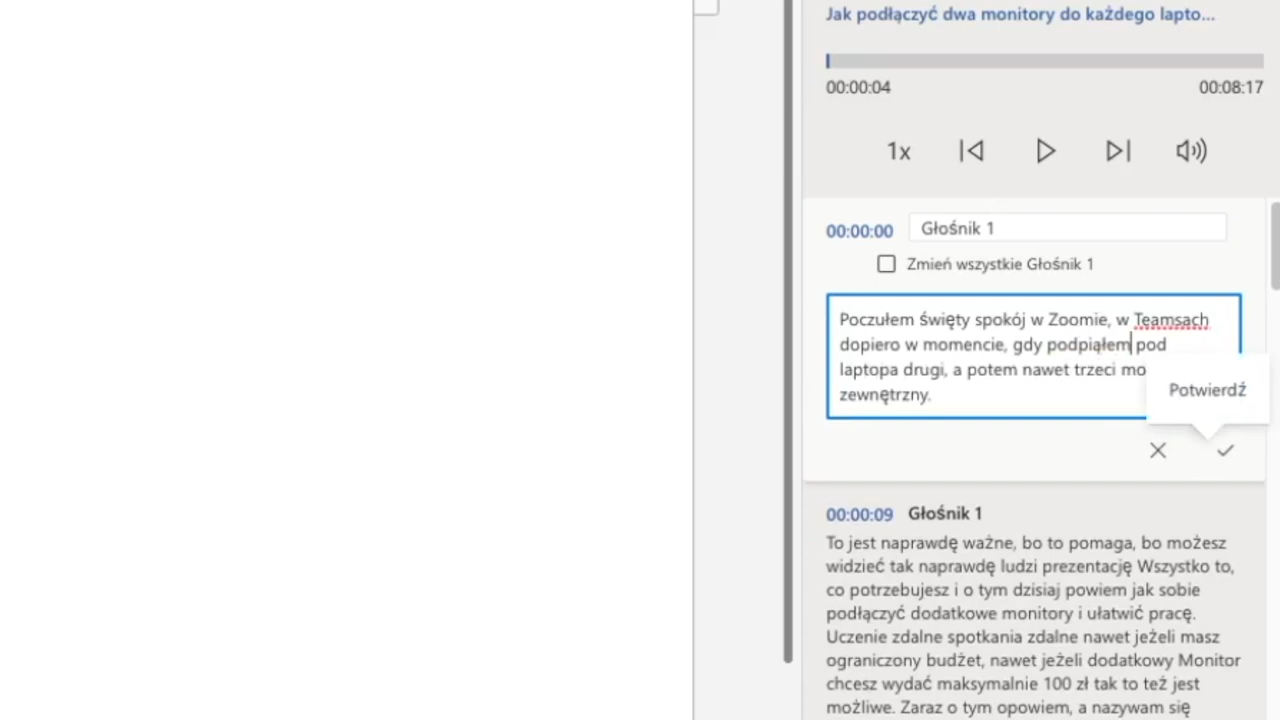 Jak podłączyć dwa monitory do każdego lapto...
00:00:04 00:08:17
1x
00:00:00 Głośnik 1
Zmień wszystkie Głośnik 1
Poczułem święty spokój w Zoomie, w Teamsach
dopiero w momencie, gdy podpiąłem pod
laptopa drugi, a potem nawet trzeci mo
zewnętrzny.
Potwierdź
00:00:09 Głośnik 1
To jest naprawdę ważne, bo to pomaga, bo możesz
widzieć tak naprawdę ludzi prezentację Wszystko to,
co potrzebujesz i o tym dzisiaj powiem jak sobie
podłączyć dodatkowe monitory i ułatwić pracę.
Uczenie zdalne spotkania zdalne nawet jeżeli masz
ograniczony budżet, nawet jeżeli dodatkowy Monitor
chcesz wydać maksymalnie 100 zł tak to też jest
możliwe. Zaraz o tym opowiem, a nazywam się